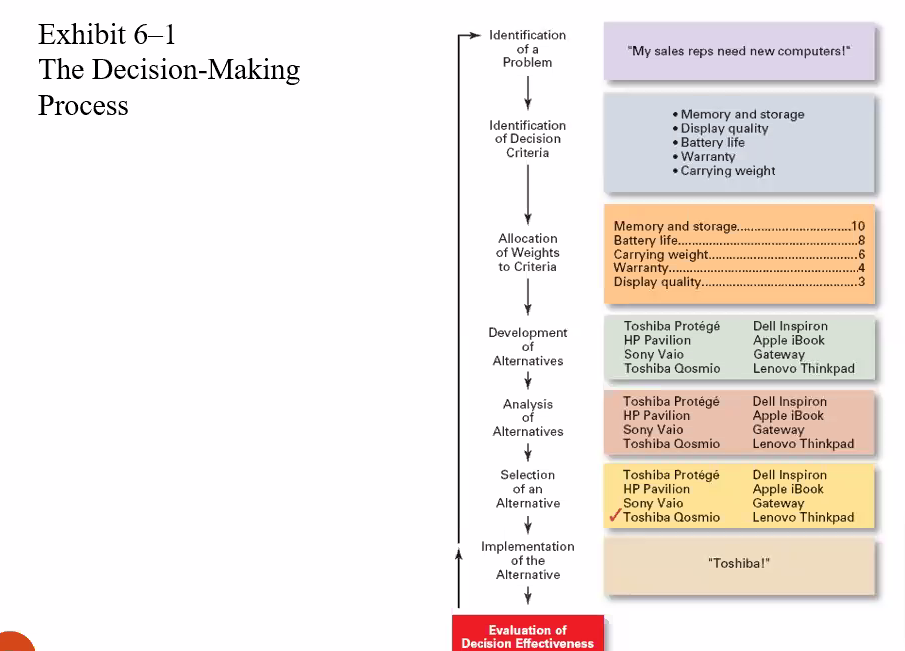 Exhibit 6–1
The Decision-Making
Process
Identification
of a
Problem
"My sales reps need new computers!"
Identification
of Decision
Criteria
• Memory and storage
• Display quality
• Battery life
• Warranty
• Carrying weight
Allocation
of Weights
to Criteria
Memory and storage................................10
Battery life....................................................8
Carrying weight...........................................6
Warranty.......................................................4
Display quality.............................................3
Development
of
Alternatives
Toshiba Protégé Dell Inspiron
HP Pavilion Apple iBook
Sony Vaio Gateway
Toshiba Qosmio Lenovo Thinkpad
Analysis
of
Alternatives
Toshiba Protégé Dell Inspiron
HP Pavilion Apple iBook
Sony Vaio Gateway
Toshiba Qosmio Lenovo Thinkpad
Selection
of an
Alternative
Toshiba Protégé Dell Inspiron
HP Pavilion Apple iBook
Sony Vaio Gateway
✓Toshiba Qosmio Lenovo Thinkpad
Implementation
of the
Alternative
"Toshiba!"
Evaluation of
Decision Effectiveness